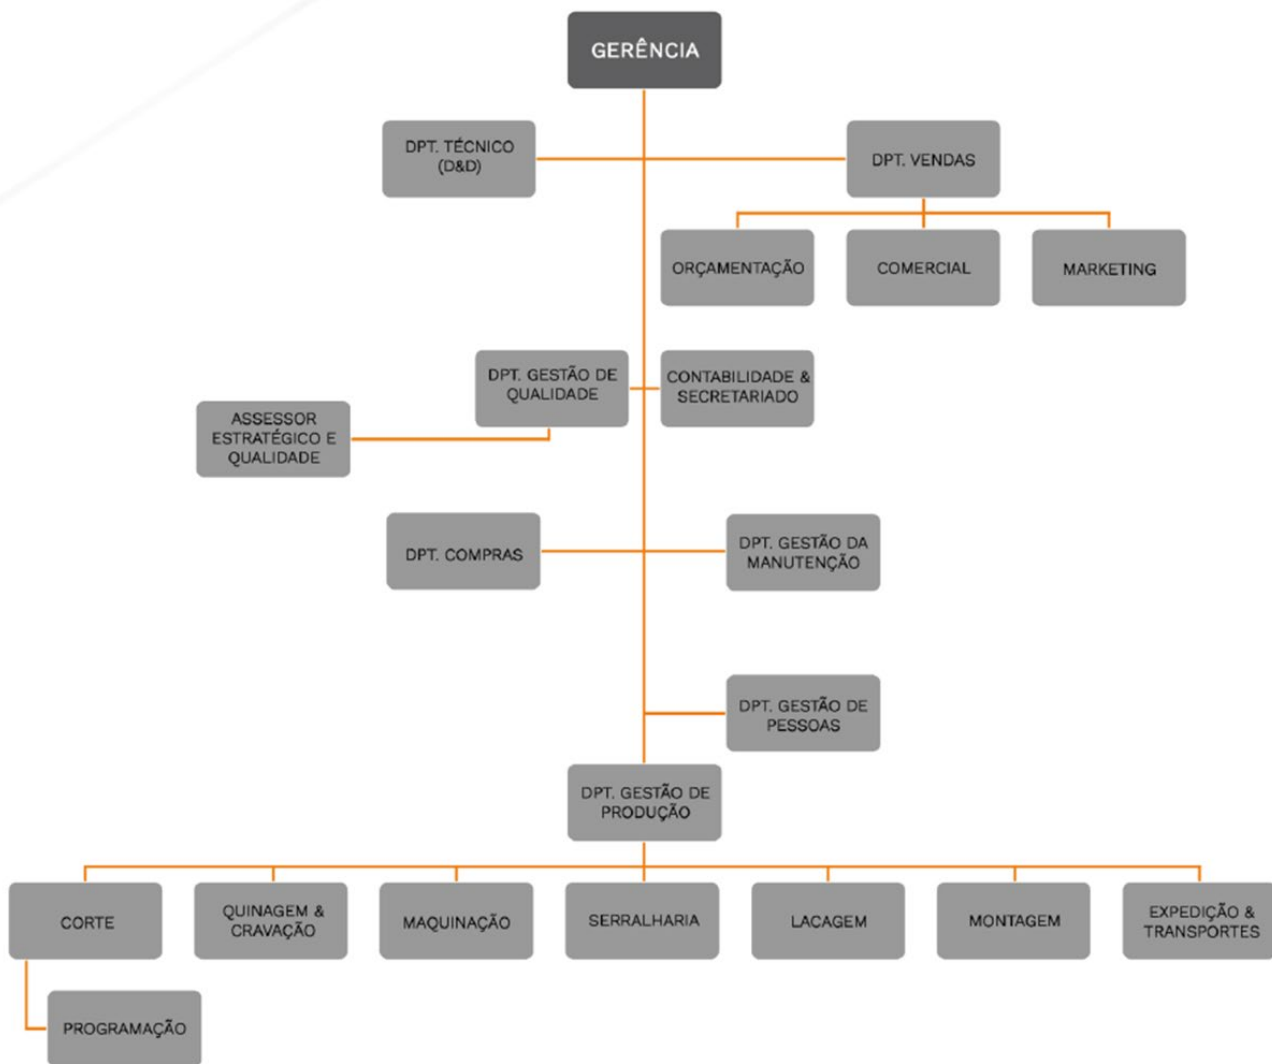 GERÊNCIA
DPT. TÉCNICO
(D&D)
DPT. VENDAS
ORÇAMENTAÇÃO
COMERCIAL
MARKETING
DPT. GESTÃO DE
QUALIDADE
CONTABILIDADE &
SECRETARIADO
ASSESSOR
ESTRATÉGICO E
QUALIDADE
DPT. COMPRAS
DPT. GESTÃO DA
MANUTENÇÃO
DPT. GESTÃO DE
PESSOAS
DPT. GESTÃO DE
PRODUÇÃO
CORTE
QUINAGEM &
CRAVAÇÃO
MAQUINAÇÃO
SERRALHARIA
LACAGEM
MONTAGEM
EXPEDIÇÃO &
TRANSPORTES
PROGRAMAÇÃO